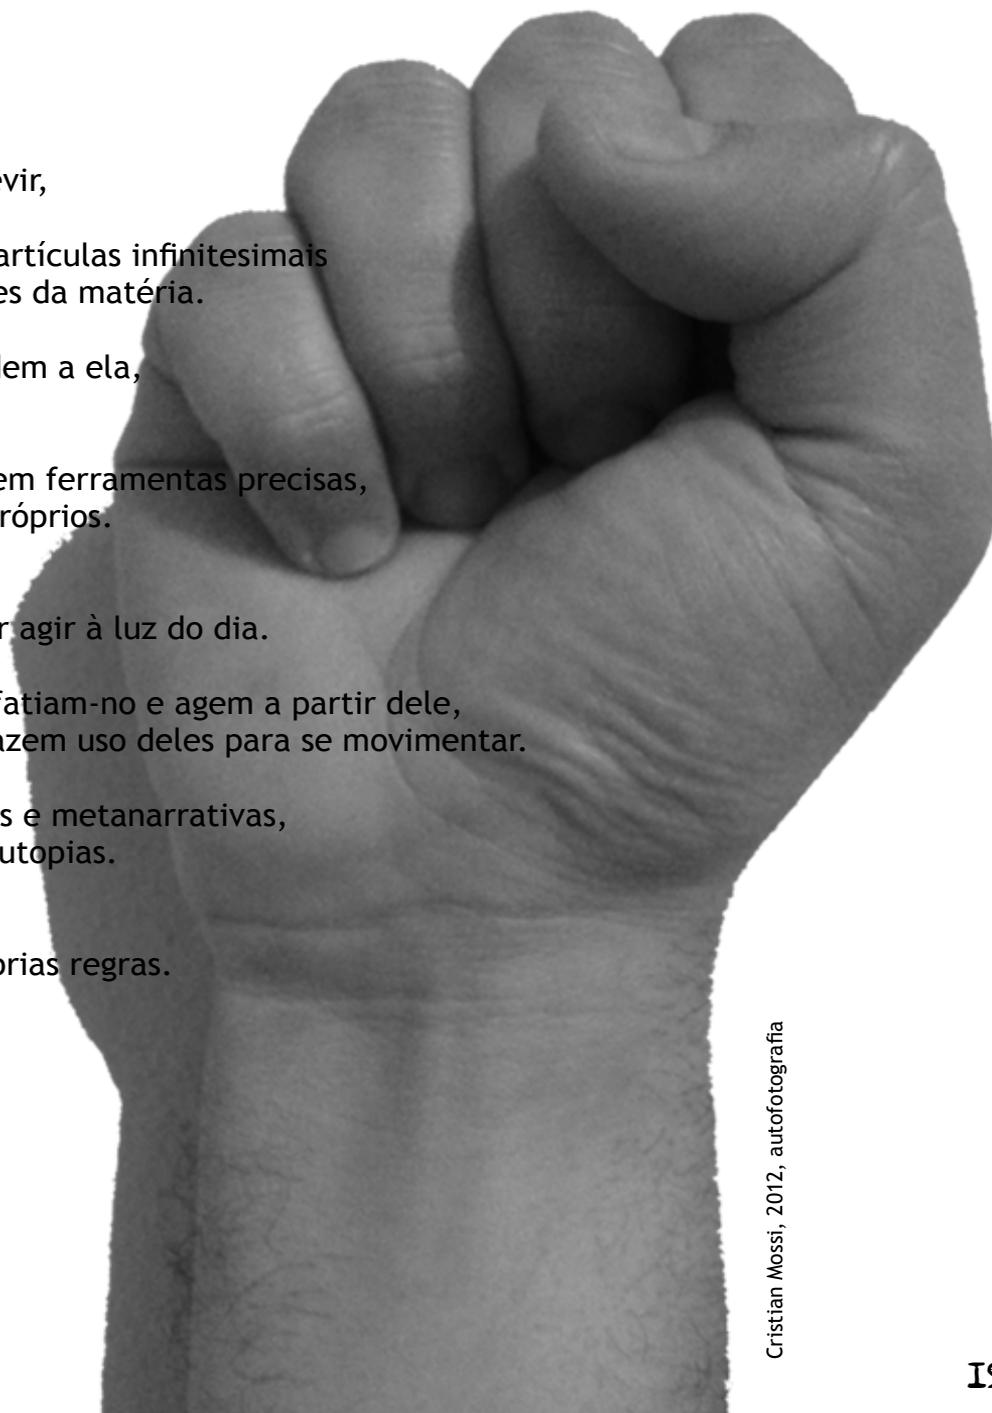 evir,
artículas infinitesimais
es da matéria.
dem a ela,
em ferramentas precisas,
róprios.
r agir à luz do dia.
fatiam-no e agem a partir dele,
azem uso deles para se movimentar.
s e metanarrativas,
utopias.
prias regras.
Cristian Mossi, 2012, autofotografia